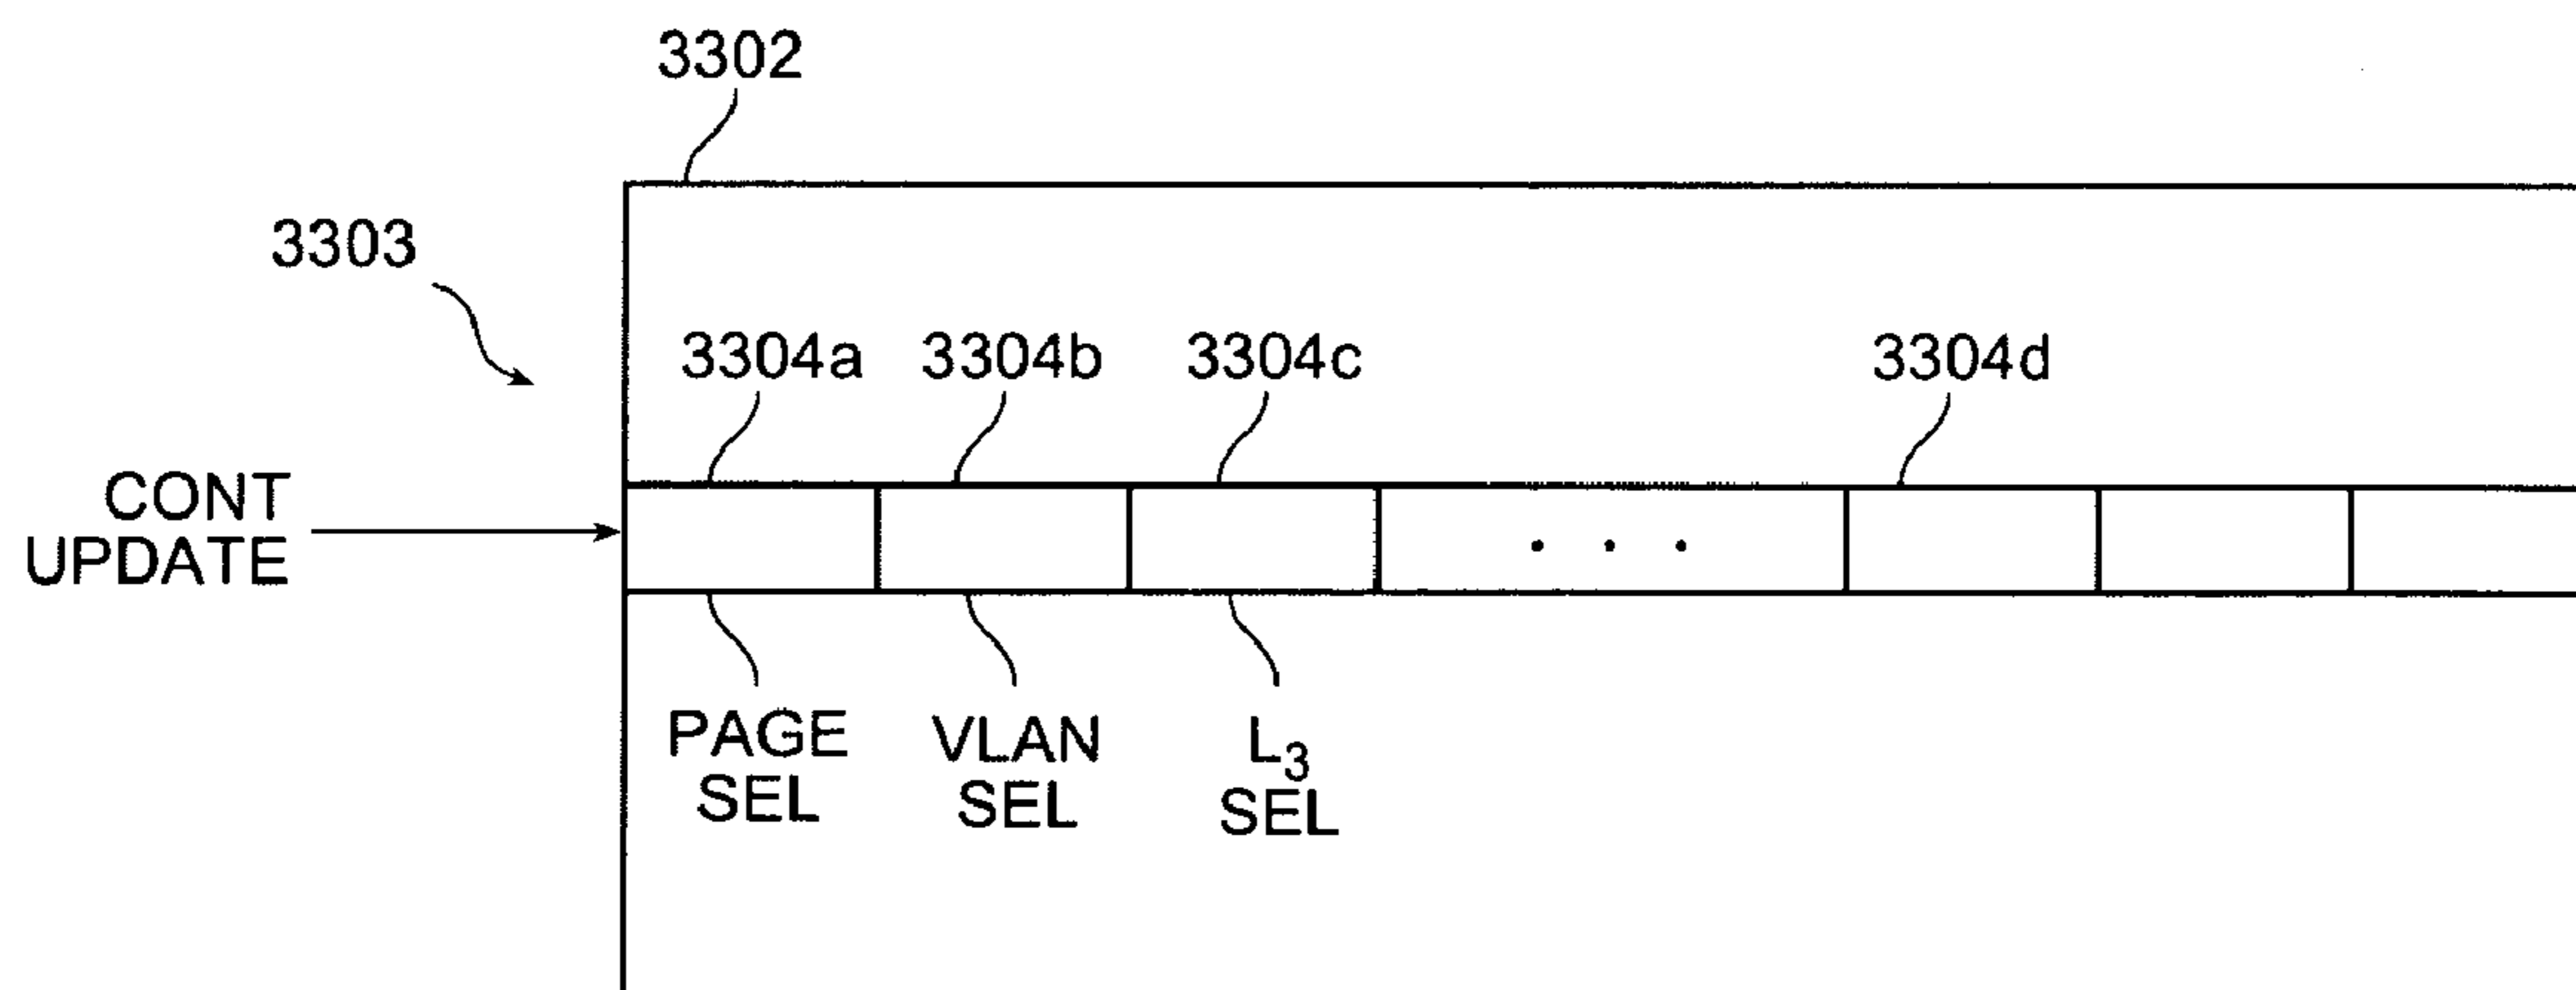 3302
3303
3304a 3304b 3304c 3304d
CONT
UPDATE
PAGE VLAN L3
SEL SEL SEL